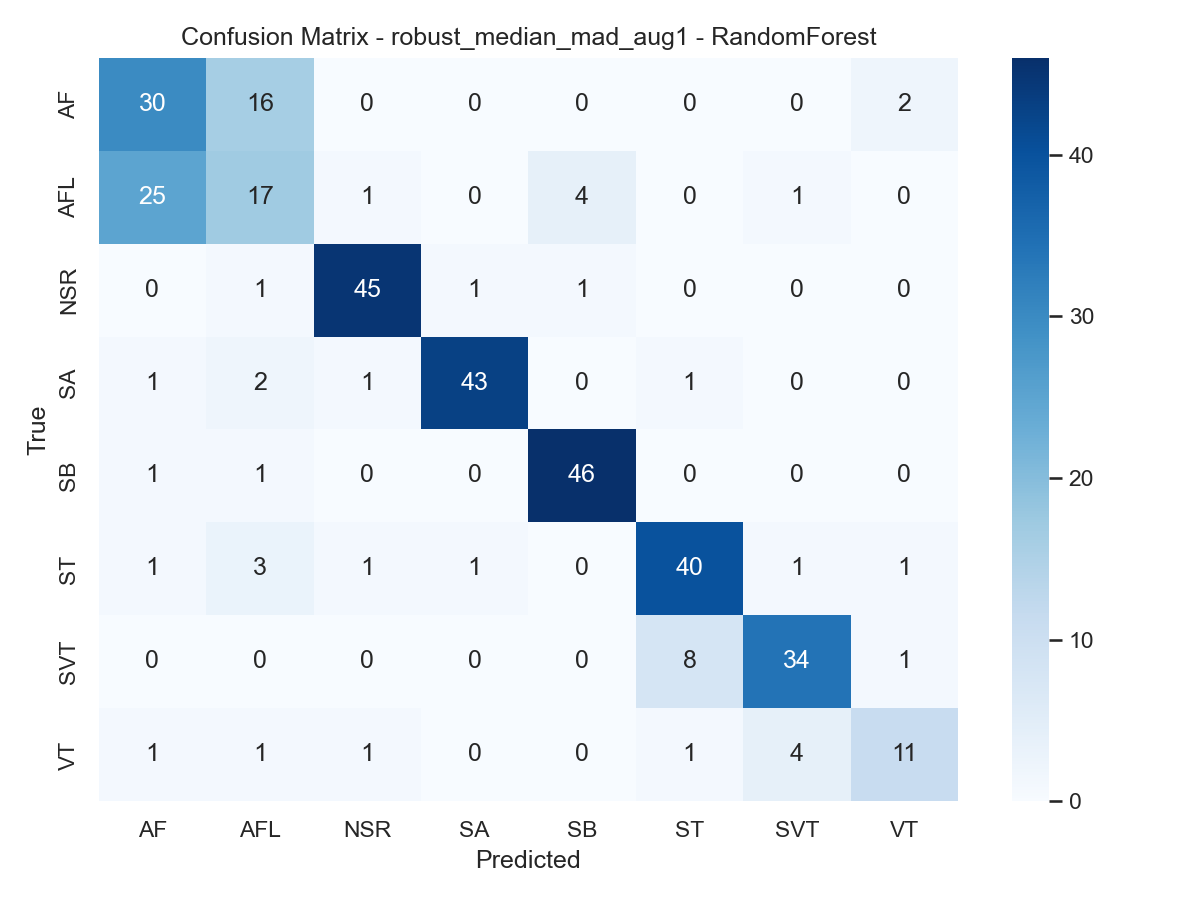 Confusion Matrix - robust_median_mad_aug1 - RandomForest
True
AF 30 16 0 0 0 0 0 2
AFL 25 17 1 0 4 0 1 0
NSR 0 1 45 1 1 0 0 0
SA 1 2 1 43 0 1 0 0
SB 1 1 0 0 46 0 0 0
ST 1 3 1 1 0 40 1 1
SVT 0 0 0 0 0 8 34 1
VT 1 1 1 0 0 1 4 11
AF AFL NSR SA SB ST SVT VT
Predicted
40
30
20
10
0